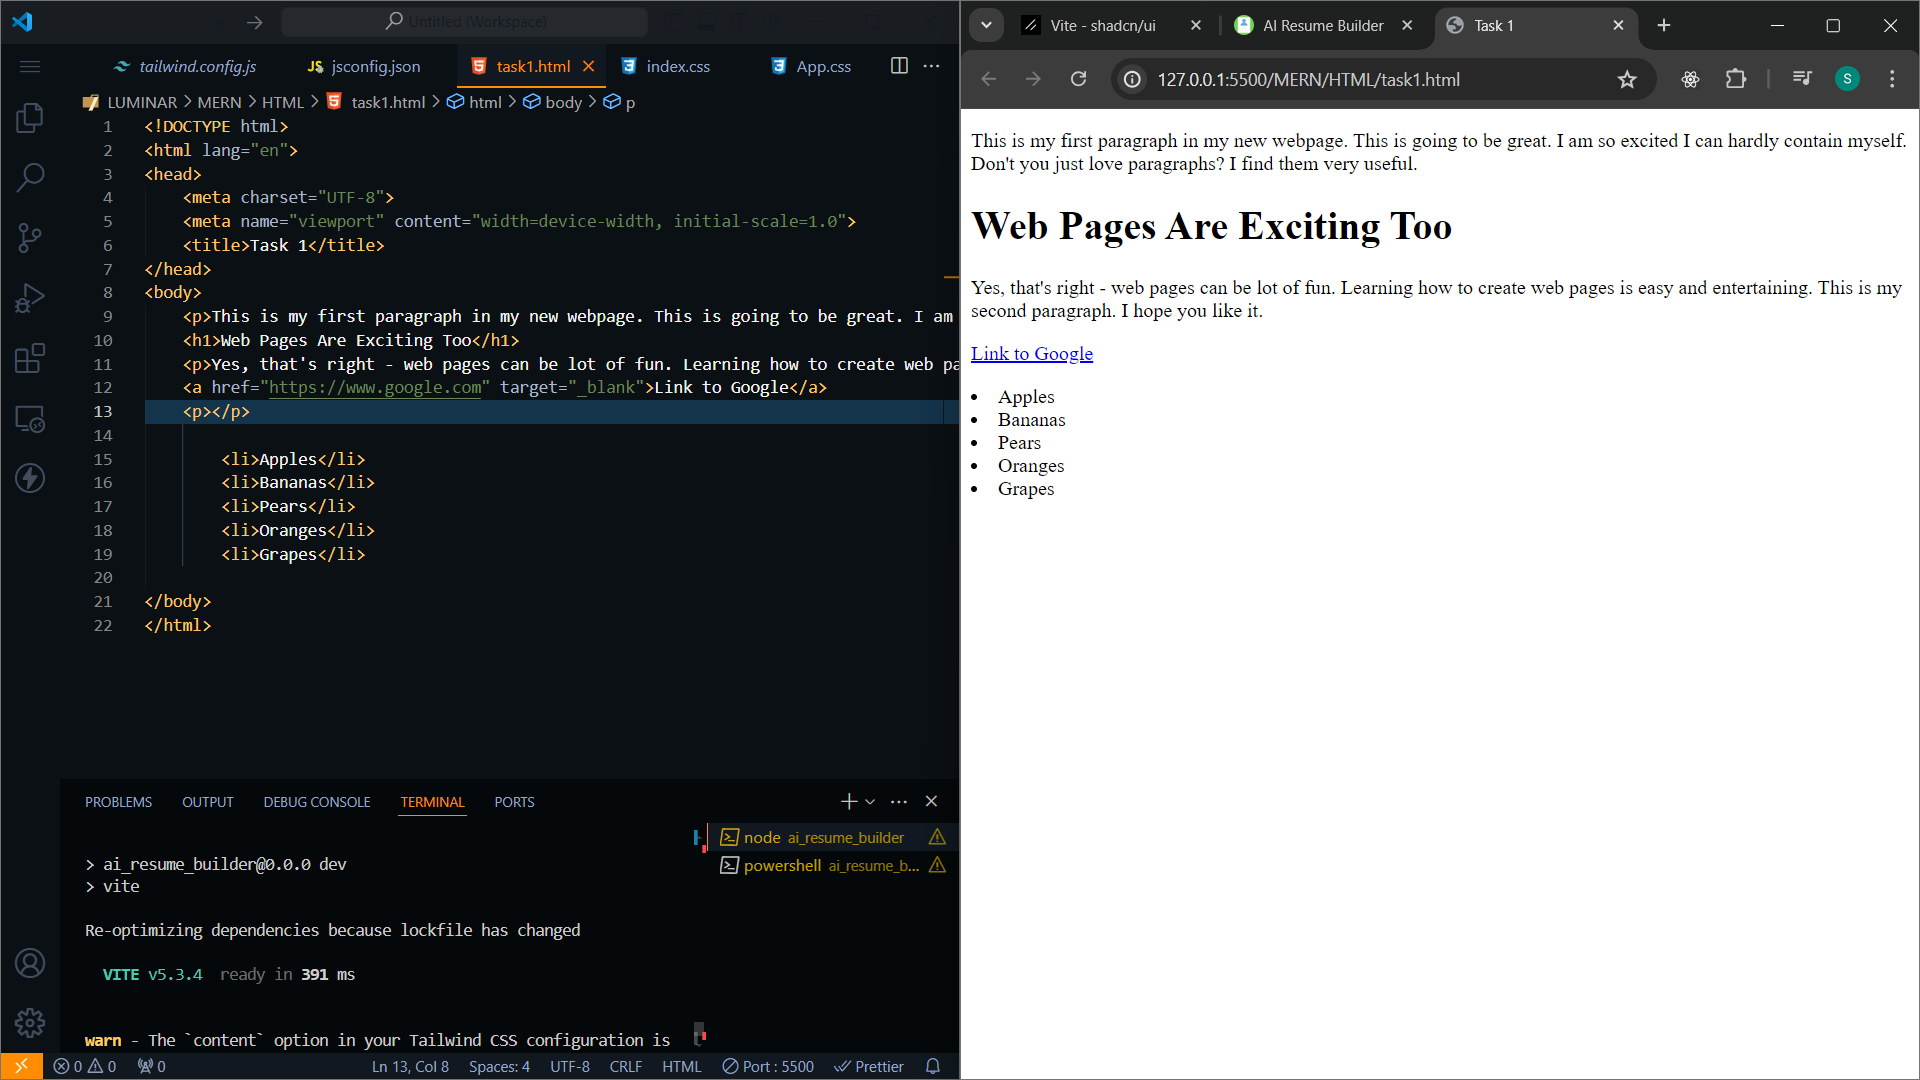 Untitled (Workspace)
tailwind.config.js jsconfig.json task1.html index.css App.css
LUMINAR > MERN > HTML > task1.html > html > body > p
1 <!DOCTYPE html>
2 <html lang="en">
3 <head>
4 <meta charset="UTF-8">
5 <meta name="viewport" content="width=device-width, initial-scale=1.0">
6 <title>Task 1</title>
7 </head>
8 <body>
9 <p>This is my first paragraph in my new webpage. This is going to be great. I am
10 <h1>Web Pages Are Exciting Too</h1>
11 <p>Yes, that's right - web pages can be lot of fun. Learning how to create web pa
12 <a href="https://www.google.com" target="_blank">Link to Google</a>
13 <p></p>
14
15 <li>Apples</li>
16 <li>Bananas</li>
17 <li>Pears</li>
18 <li>Oranges</li>
19 <li>Grapes</li>
20
21 </body>
22 </html>
PROBLEMS OUTPUT DEBUG CONSOLE TERMINAL PORTS
node ai_resume_builder
powershell ai_resume_b...
> ai_resume_builder@0.0.0 dev
> vite
Re-optimizing dependencies because lockfile has changed
VITE v5.3.4 ready in 391 ms
warn - The `content` option in your Tailwind CSS configuration is
0 0 0 Ln 13, Col 8 Spaces: 4 UTF-8 CRLF HTML Port : 5500 Prettier
Vite - shadcn/ui AI Resume Builder Task 1
127.0.0.1:5500/MERN/HTML/task1.html S
This is my first paragraph in my new webpage. This is going to be great. I am so excited I can hardly contain myself.
Don't you just love paragraphs? I find them very useful.
Web Pages Are Exciting Too
Yes, that's right - web pages can be lot of fun. Learning how to create web pages is easy and entertaining. This is my
second paragraph. I hope you like it.
Link to Google
• Apples
• Bananas
• Pears
• Oranges
• Grapes